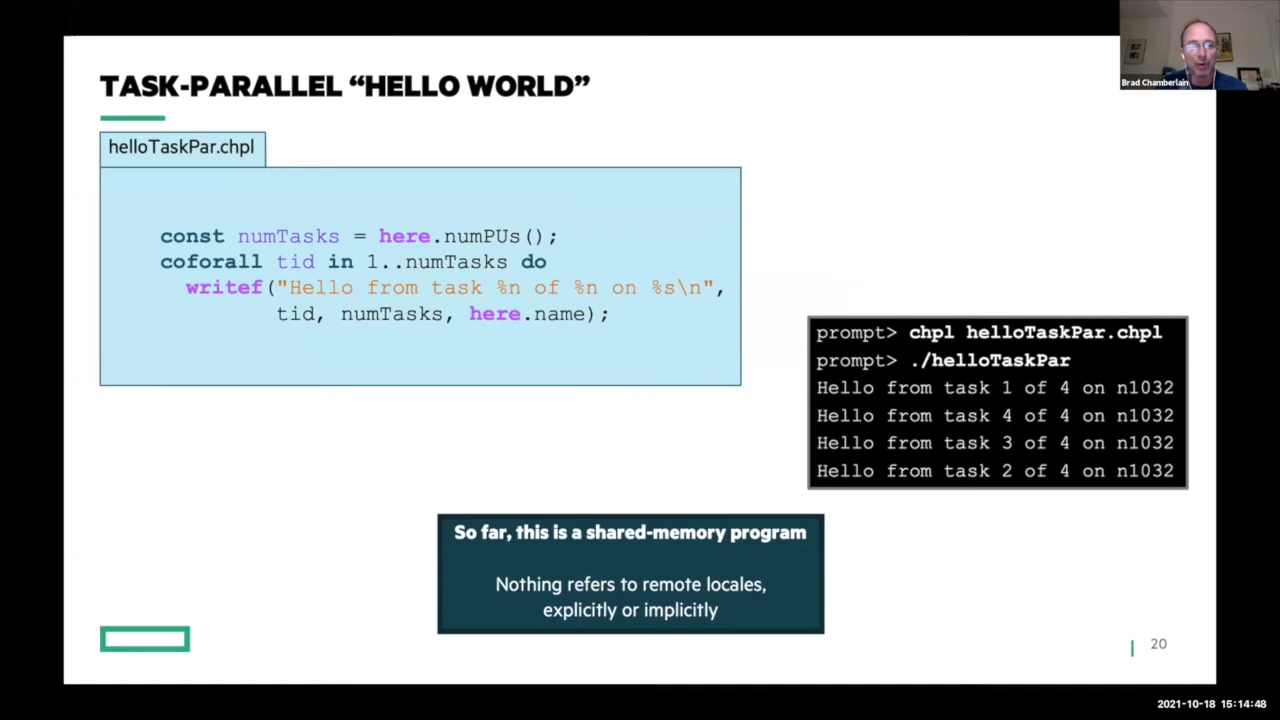 Brad Chamberlain
TASK-PARALLEL “HELLO WORLD”
helloTaskPar.chpl
const numTasks = here.numPUs();
coforall tid in 1..numTasks do
writef("Hello from task %n of %n on %s\n",
tid, numTasks, here.name);
prompt> chpl helloTaskPar.chpl
prompt> ./helloTaskPar
Hello from task 1 of 4 on n1032
Hello from task 4 of 4 on n1032
Hello from task 3 of 4 on n1032
Hello from task 2 of 4 on n1032
So far, this is a shared-memory program
Nothing refers to remote locales,
explicitly or implicitly
20
2021-10-18 15:14:48